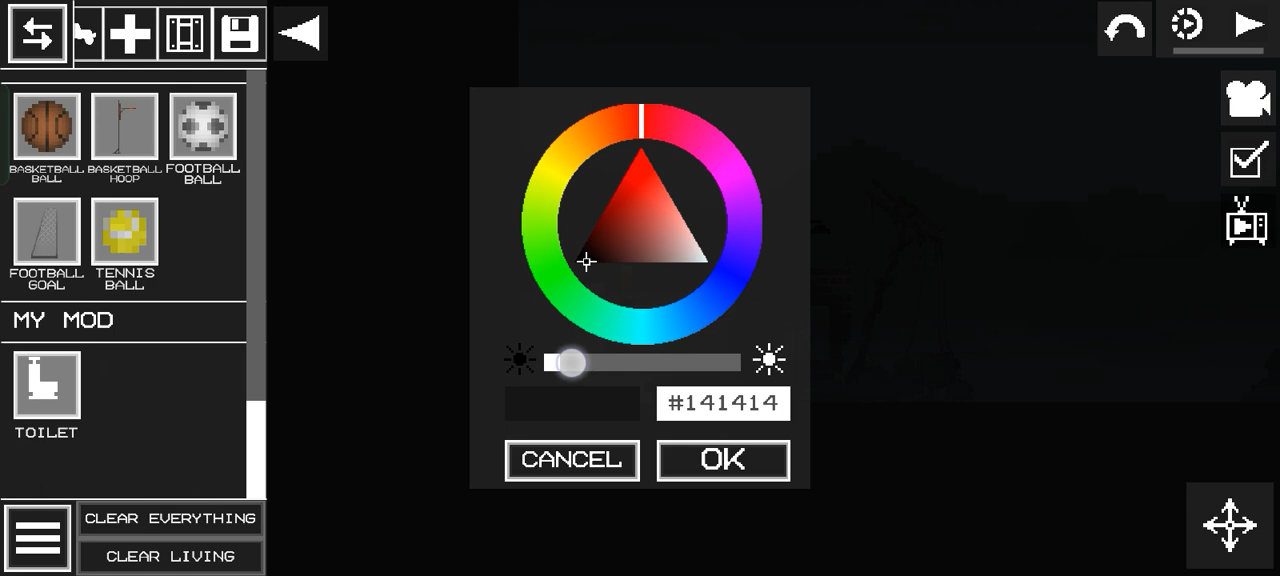 BASKETBALL
BALL
BASKETBALL
HOOP
FOOTBALL
BALL
FOOTBALL
GOAL
TENNIS
BALL
MY MOD
TOILET
CLEAR EVERYTHING
CLEAR LIVING
#141414
CANCEL
OK